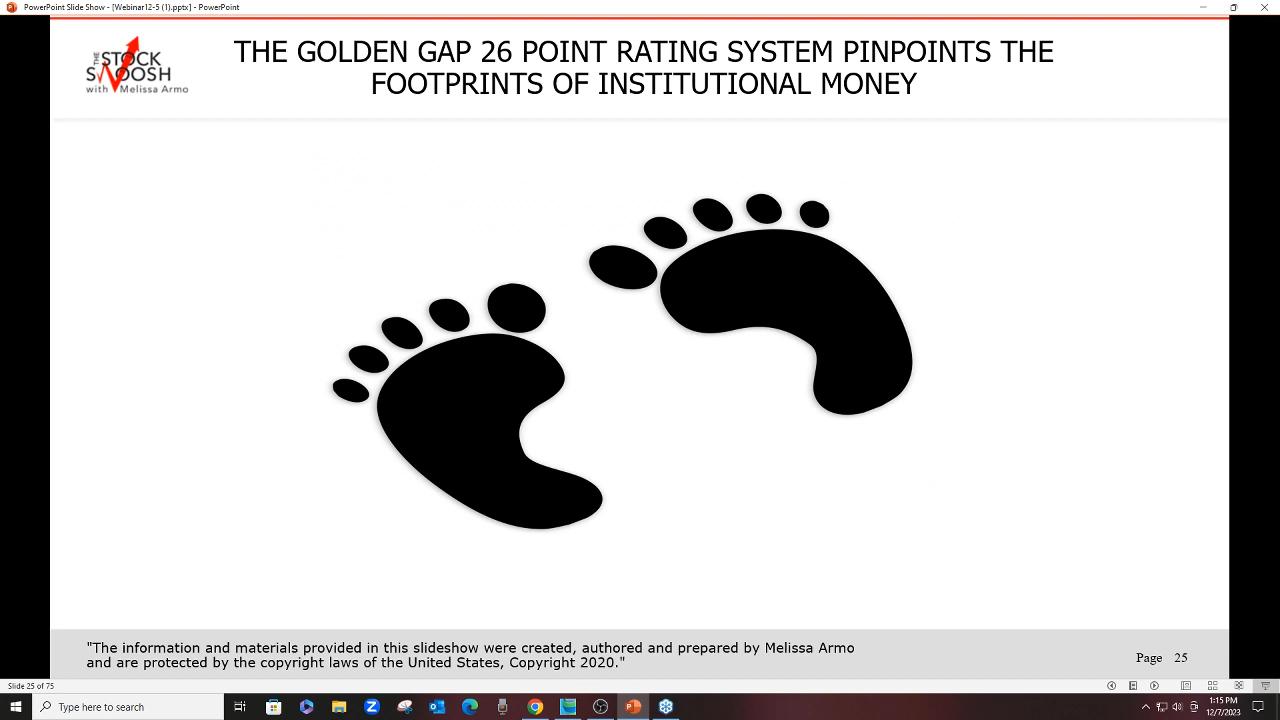 PowerPoint Slide Show - [Webinar12-5 (1).pptx] - PowerPoint
THE STOCK SWOOSH
with Melissa Armo
THE GOLDEN GAP 26 POINT RATING SYSTEM PINPOINTS THE
FOOTPRINTS OF INSTITUTIONAL MONEY
"The information and materials provided in this slideshow were created, authored and prepared by Melissa Armo
and are protected by the copyright laws of the United States, Copyright 2020."
Page 25
Slide 25 of 75
Type here to search
1:15 PM
12/7/2023